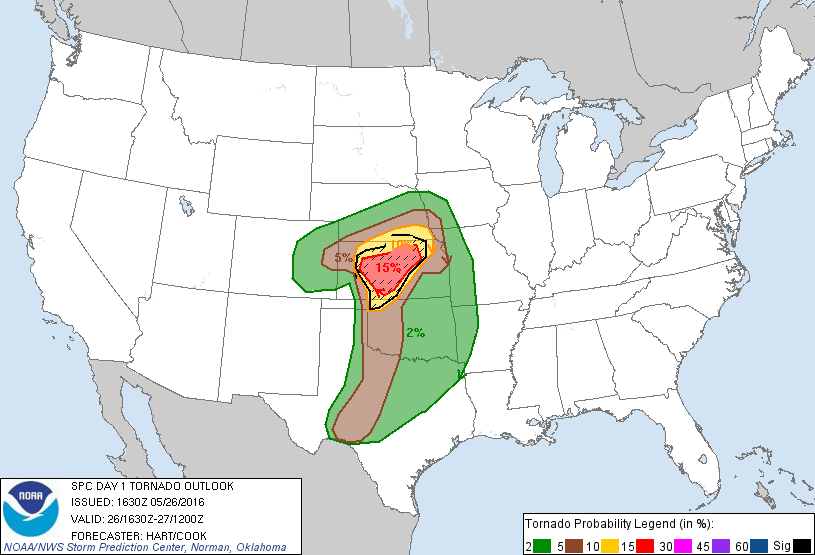 5%
10%
15%
2%
NOAA
SPC DAY 1 TORNADO OUTLOOK
ISSUED: 1630Z 05/26/2016
VALID: 26/1630Z-27/1200Z
FORECASTER: HART/COOK
NOAA/NWS Storm Prediction Center, Norman, Oklahoma
Tornado Probability Legend (in %):
2 5 10 15 30 45 60 Sig